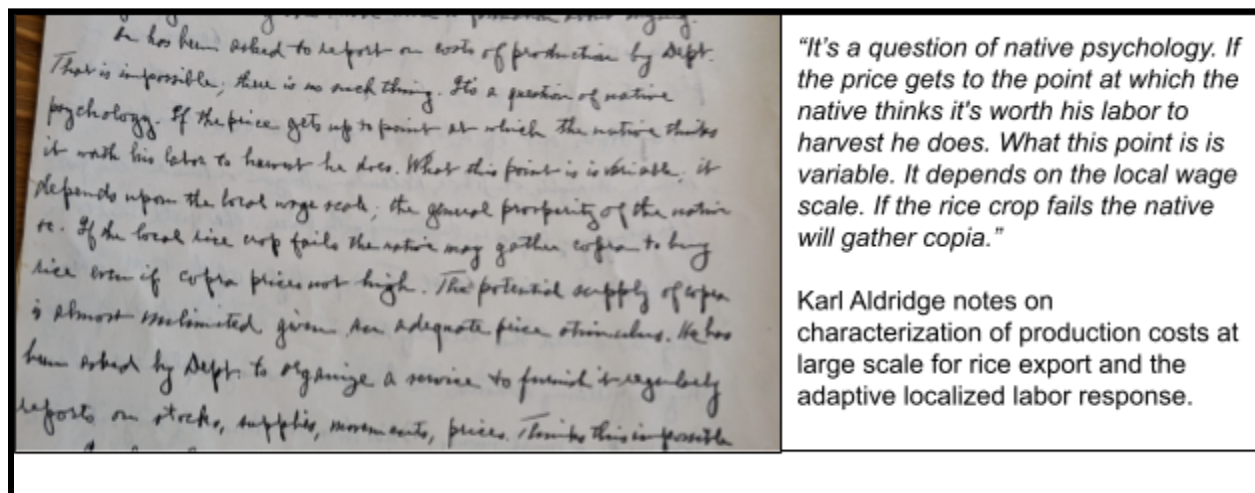 He has been asked to report on costs of production by Dept.
That is impossible, there is no such thing. It's a question of native
psychology. If the price gets up to point at which the native thinks
it worth his labor to harvest he does. What this point is is variable, it
depends upon the local wage scale, the general prosperity of the native
etc. If the local rice crop fails the native may gather copra to buy
rice even if copra prices not high. The potential supply of copra
is almost unlimited given an adequate price stimulus. He has
been asked by Dept. to organize a service to furnish it regularly
reports on stocks, supplies, movements, prices. Thinks this impossible
“It’s a question of native psychology. If
the price gets to the point at which the
native thinks it's worth his labor to
harvest he does. What this point is is
variable. It depends on the local wage
scale. If the rice crop fails the native
will gather copia.”
Karl Aldridge notes on
characterization of production costs at
large scale for rice export and the
adaptive localized labor response.